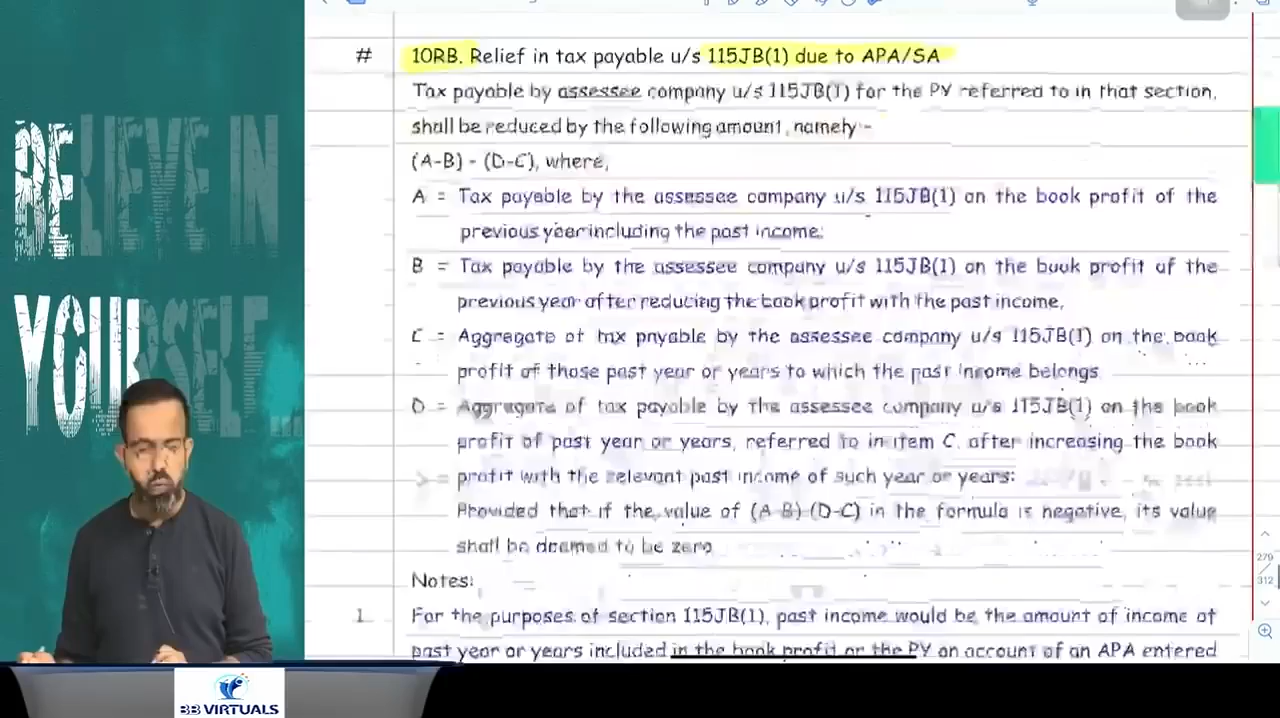 BELIEVE IN
YOURSELF...
# 10RB. Relief in tax payable u/s 115JB(1) due to APA/SA
Tax payable by assessee company u/s 115JB(1) for the PY referred to in that section,
shall be reduced by the following amount, namely -
(A-B) - (D-C), where,
A = Tax payable by the assessee company u/s 115JB(1) on the book profit of the
previous year including the past income;
B = Tax payable by the assessee company u/s 115JB(1) on the book profit of the
previous year after reducing the book profit with the past income,
C = Aggregate of tax payable by the assessee company u/s 115JB(1) on the book
profit of those past year or years to which the past income belongs
D = Aggregate of tax payable by the assessee company u/s 115JB(1) on the book
profit of past year or years, referred to in item C, after increasing the book
profit with the relevant past income of such year or years:
Provided that if the value of (A-B)-(D-C) in the formula is negative, its value
shall be deemed to be zero
Notes:
1. For the purposes of section 115JB(1), past income would be the amount of income of
past year or years included in the book profit of the PY on account of an APA entered
279
312
BB VIRTUALS